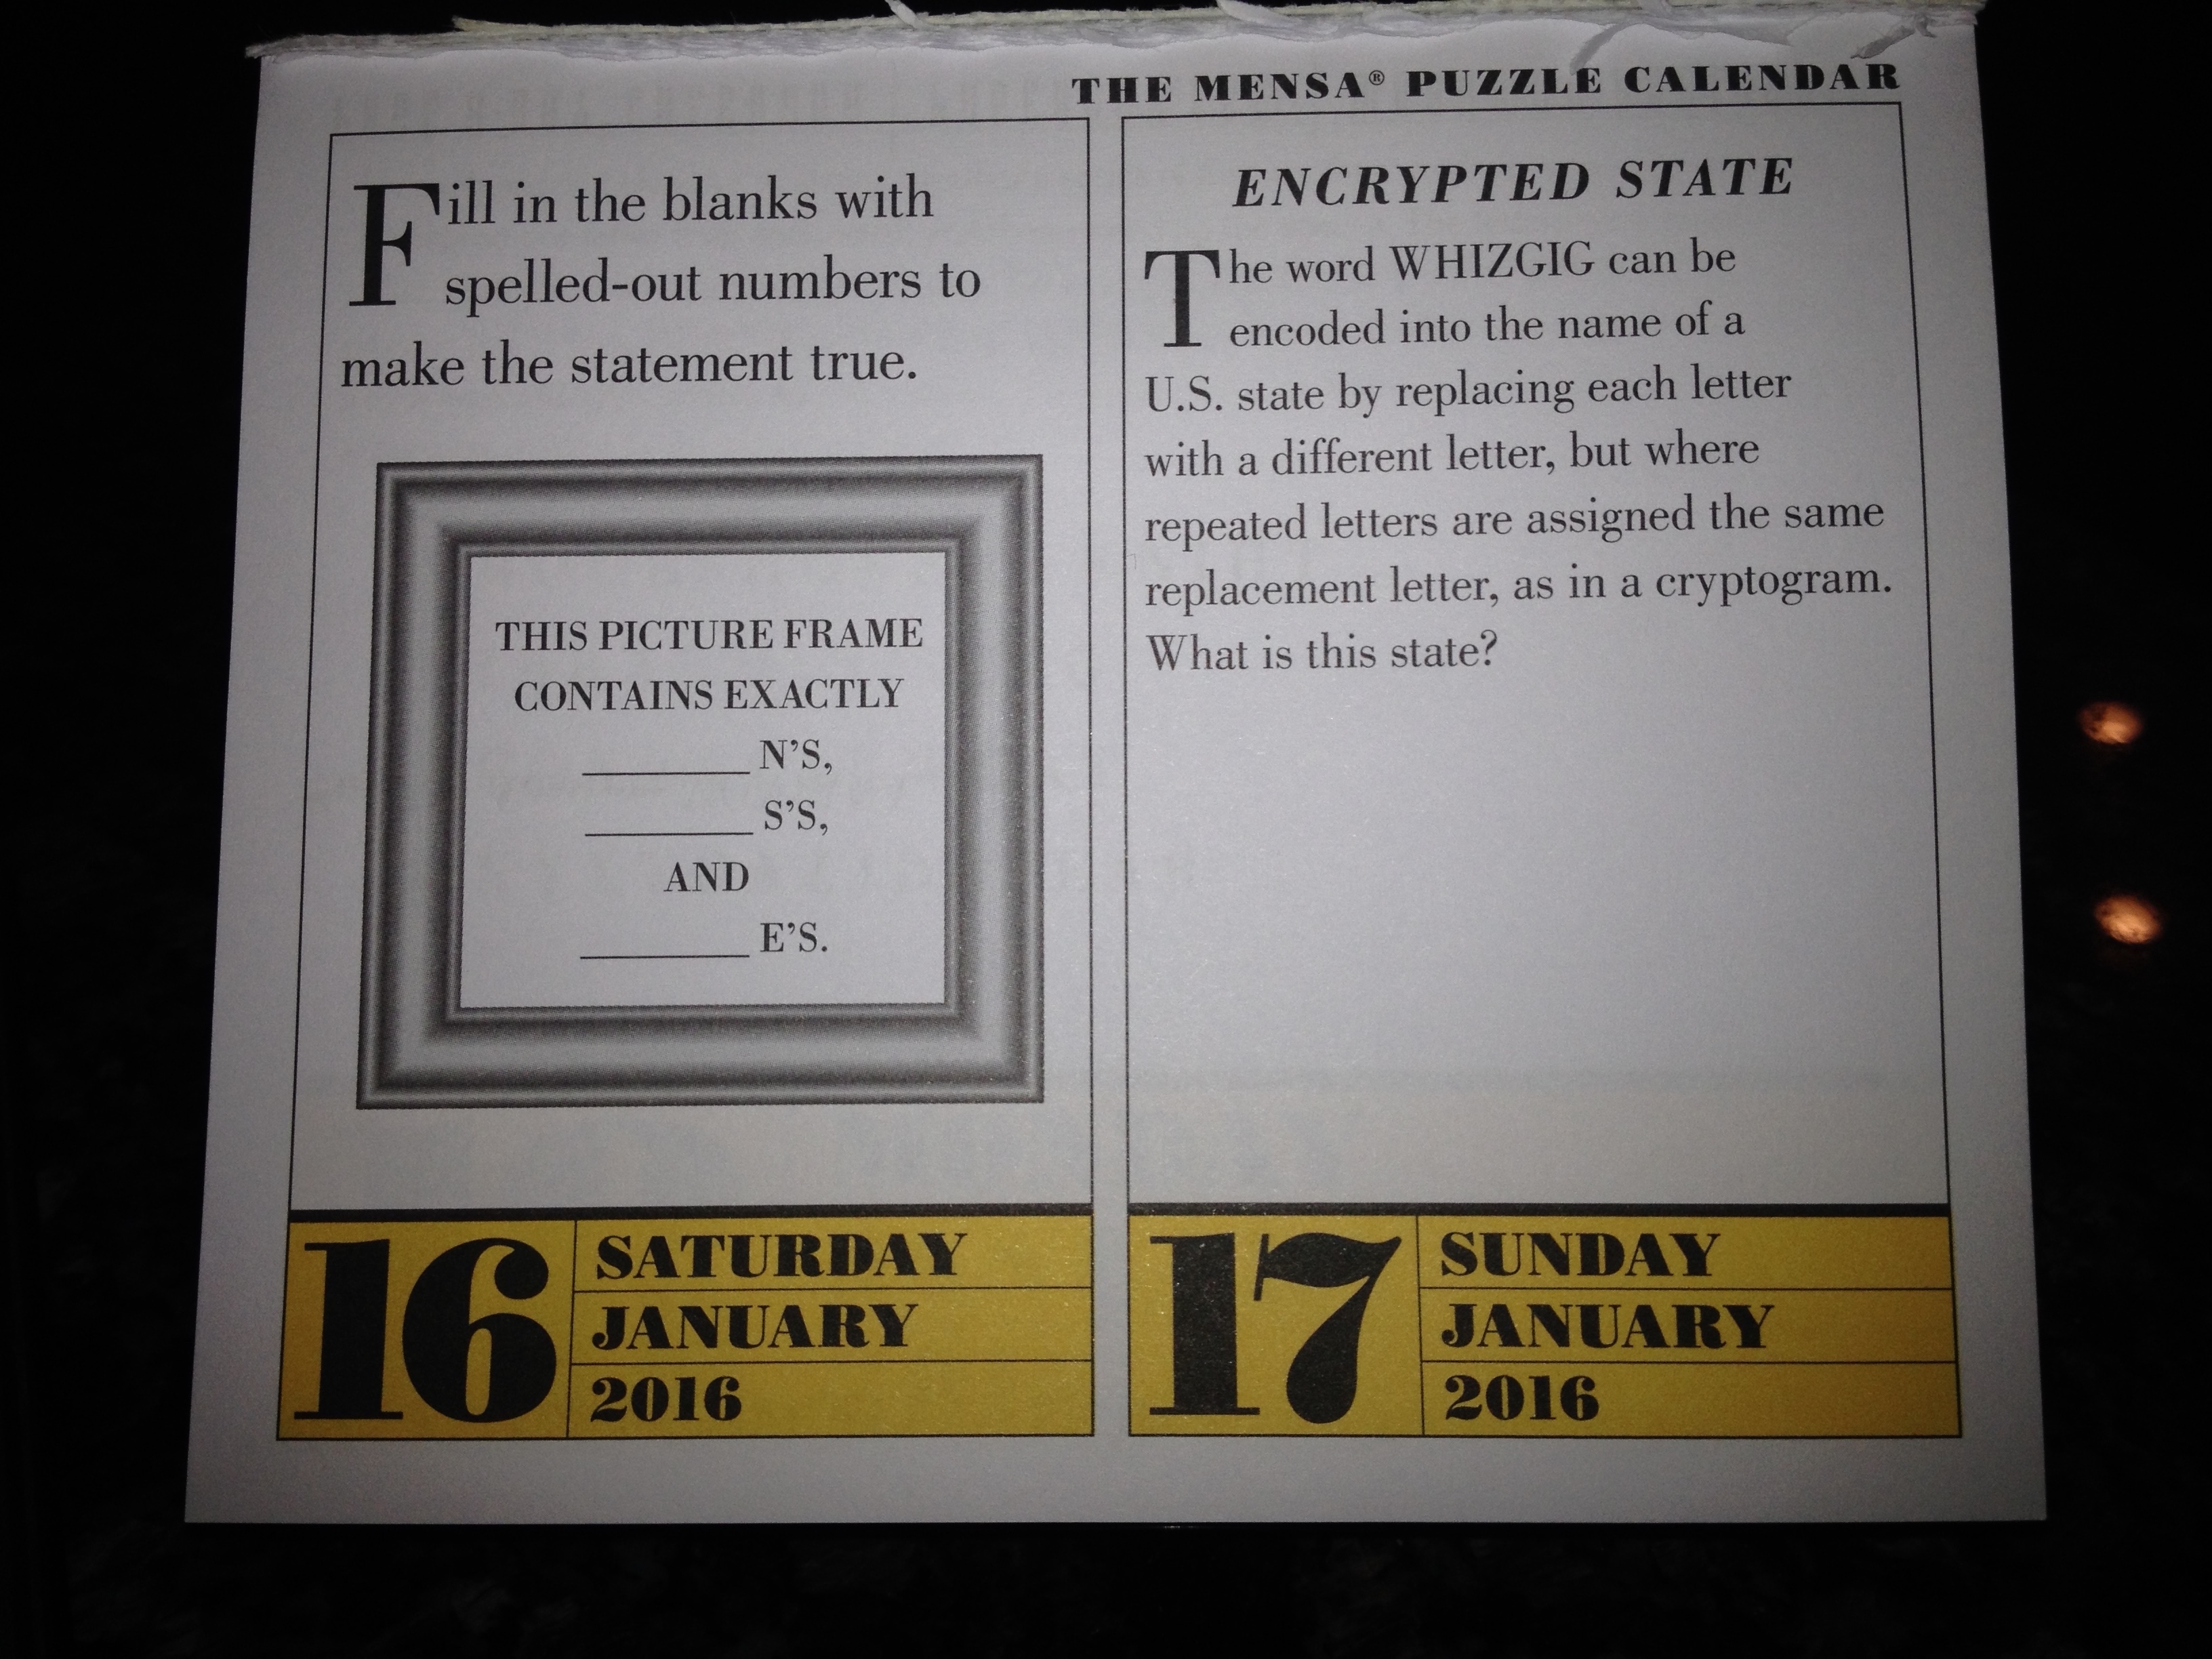 THE MENSA® PUZZLE CALENDAR
Fill in the blanks with
spelled-out numbers to
make the statement true.
THIS PICTURE FRAME
CONTAINS EXACTLY
________ N'S,
________ S'S,
AND
________ E'S.
16
SATURDAY
JANUARY
2016
ENCRYPTED STATE
The word WHIZGIG can be
encoded into the name of a
U.S. state by replacing each letter
with a different letter, but where
repeated letters are assigned the same
replacement letter, as in a cryptogram.
What is this state?
17
SUNDAY
JANUARY
2016